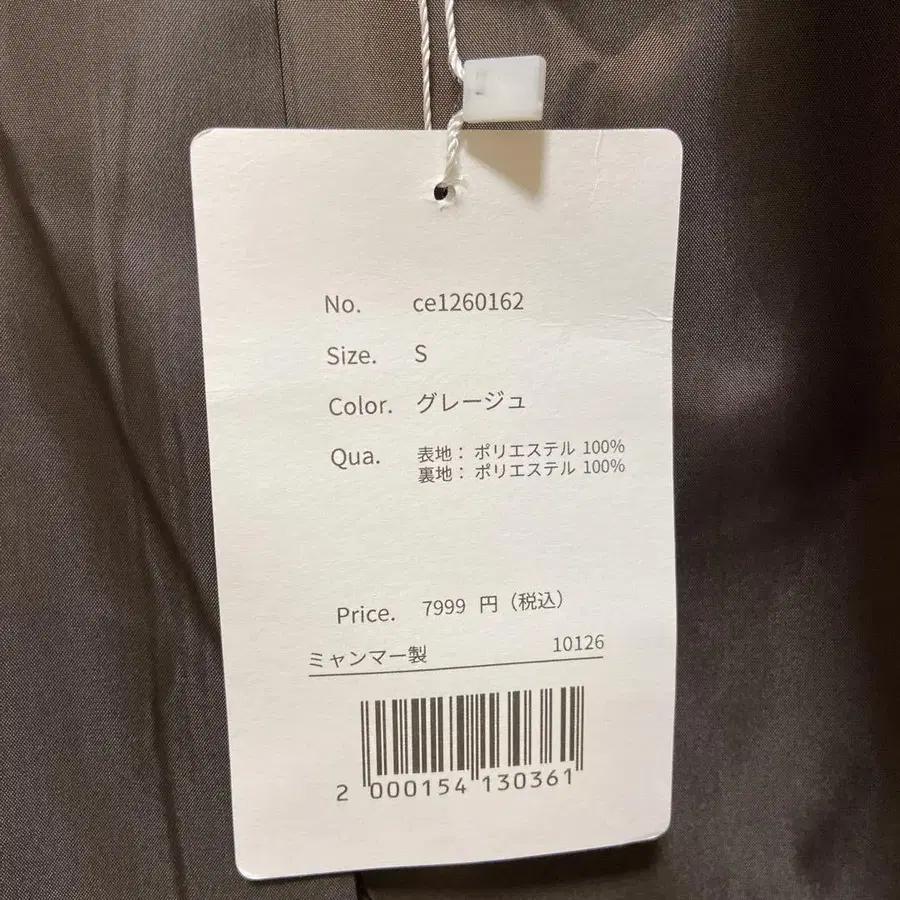 No. ce1260162
Size. S
Color. グレージュ
Qua. 表地： ポリエステル 100%
裏地： ポリエステル 100%
Price. 7999 円（税込）
ミャンマー製 10126
2 000154 130361